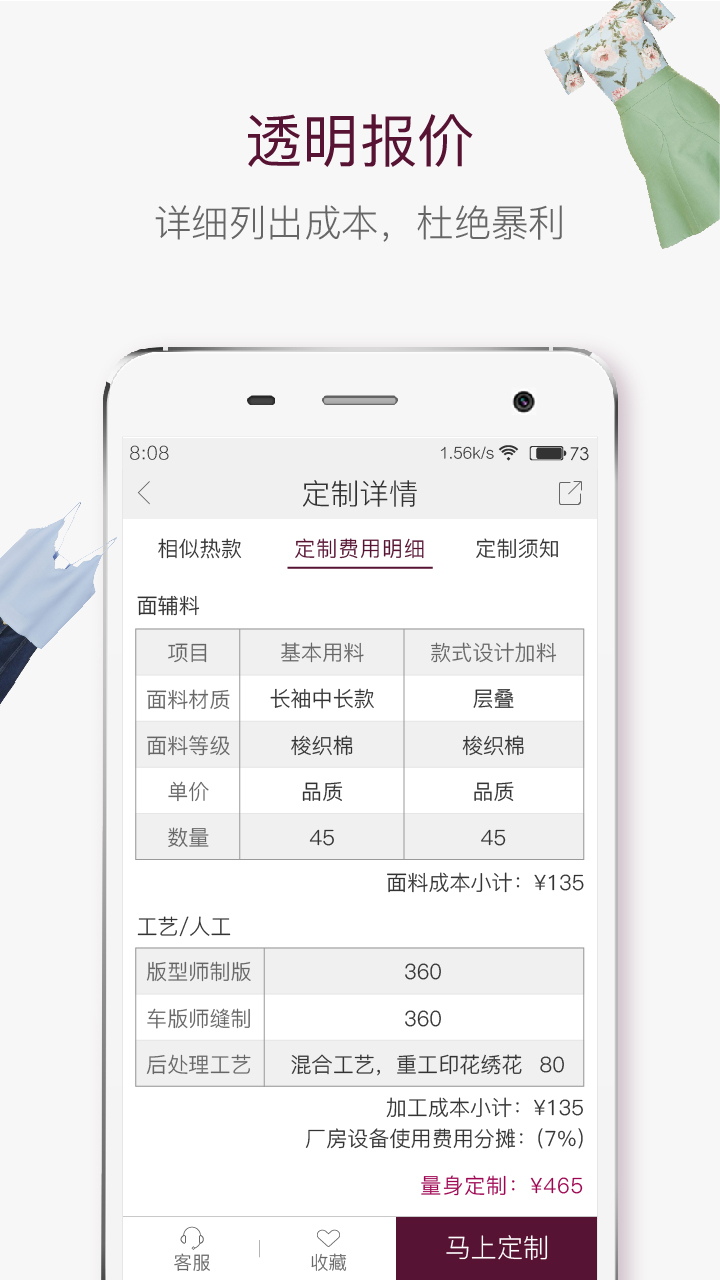 透明报价
详细列出成本，杜绝暴利
8:08 1.56k/s 73
定制详情
相似热款 定制费用明细 定制须知
面辅料
项目 基本用料 款式设计加料
面料材质 长袖中长款 层叠
面料等级 梭织棉 梭织棉
单价 品质 品质
数量 45 45
面料成本小计：¥135
工艺/人工
版型师制版 360
车版师缝制 360
后处理工艺 混合工艺，重工印花绣花 80
加工成本小计：¥135
厂房设备使用费用分摊：(7%)
量身定制：¥465
客服 收藏 马上定制